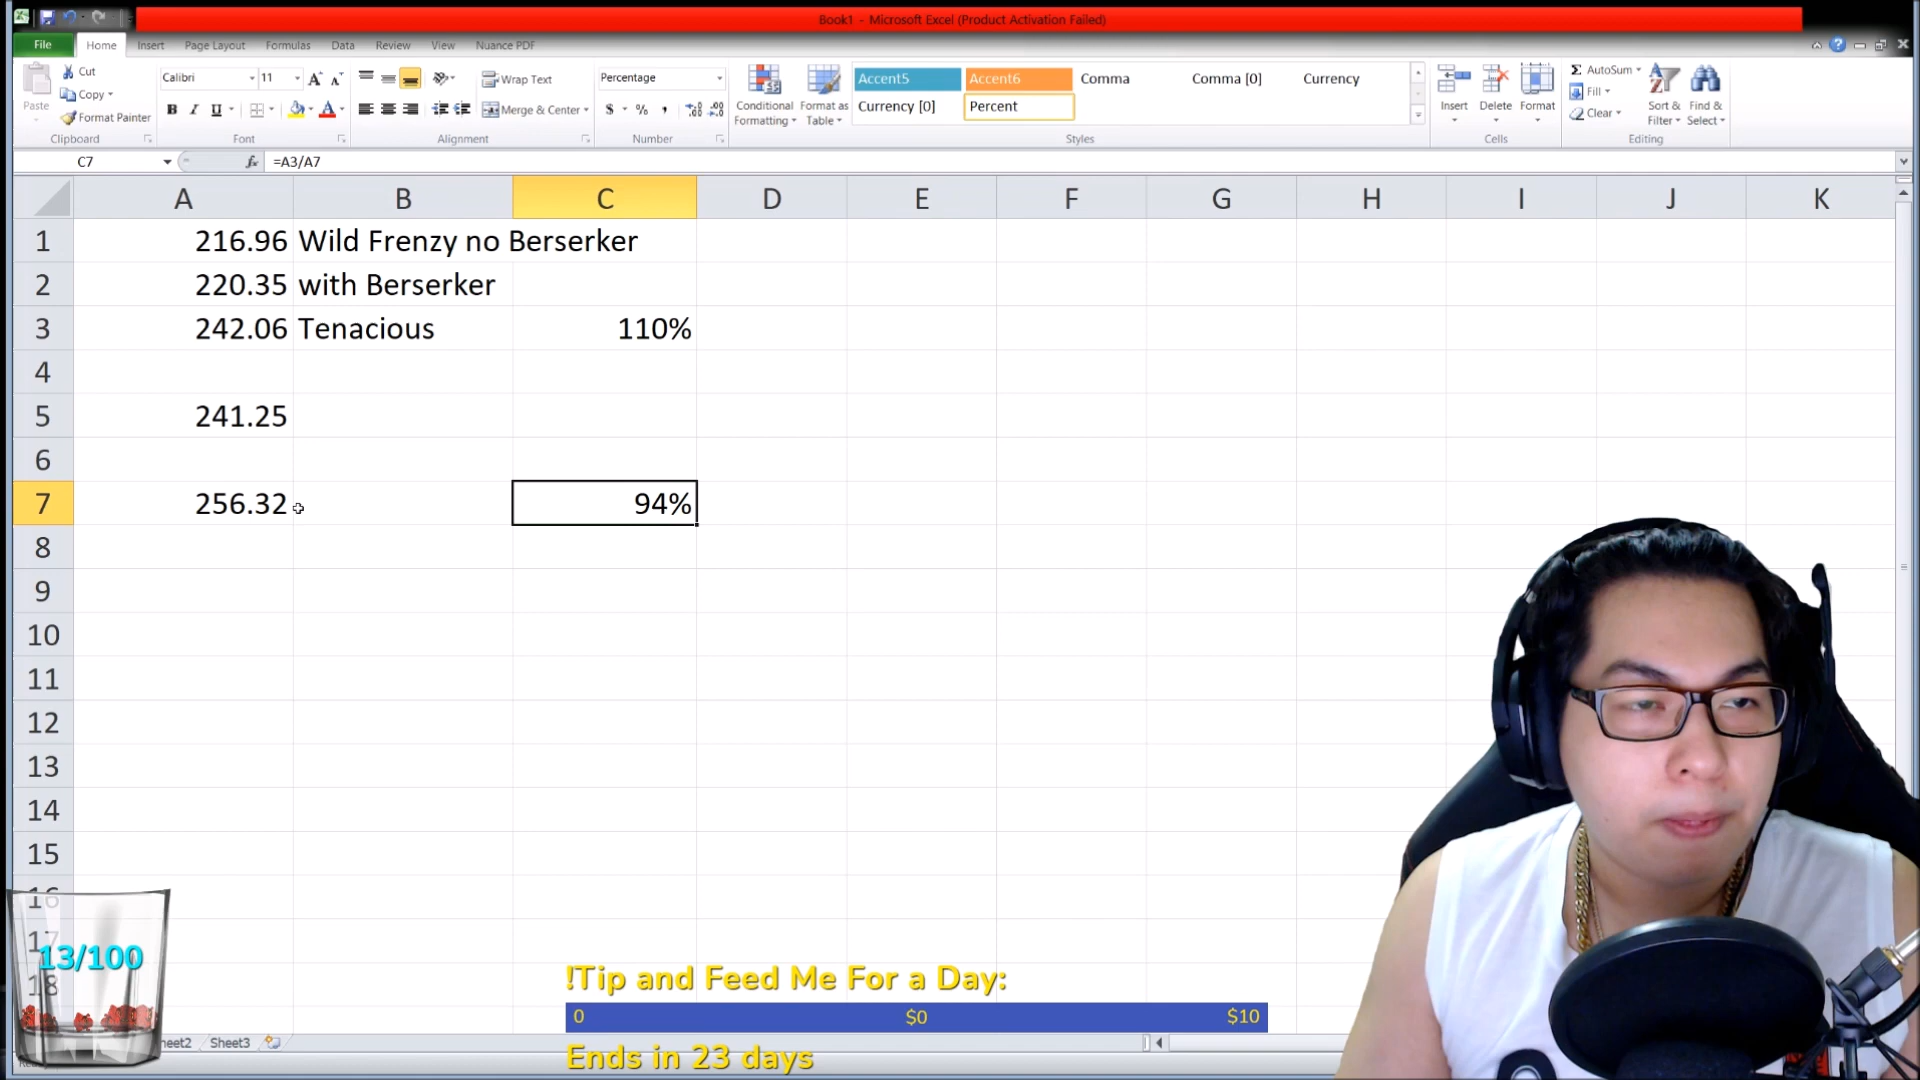 Book1 - Microsoft Excel (Product Activation Failed)
File Home Insert Page Layout Formulas Data Review View Nuance PDF
Paste Cut Copy Format Painter Clipboard
Calibri 11 B I U Font
Wrap Text Merge & Center Alignment
Percentage $ % , Number
Conditional Formatting Format as Table Accent5 Accent6 Comma Comma [0] Currency Currency [0] Percent Styles
Insert Delete Format Cells
Σ AutoSum Fill Clear Sort & Filter Find & Select Editing
C7 fx =A3/A7
A B C D E F G H I J K
1 216.96 Wild Frenzy no Berserker
2 220.35 with Berserker
3 242.06 Tenacious 110%
4
5 241.25
6
7 256.32 94%
8
9
10
11
12
13
14
15
16
17
18
13/100
!Tip and Feed Me For a Day:
0 $0 $10
Ends in 23 days
Sheet3